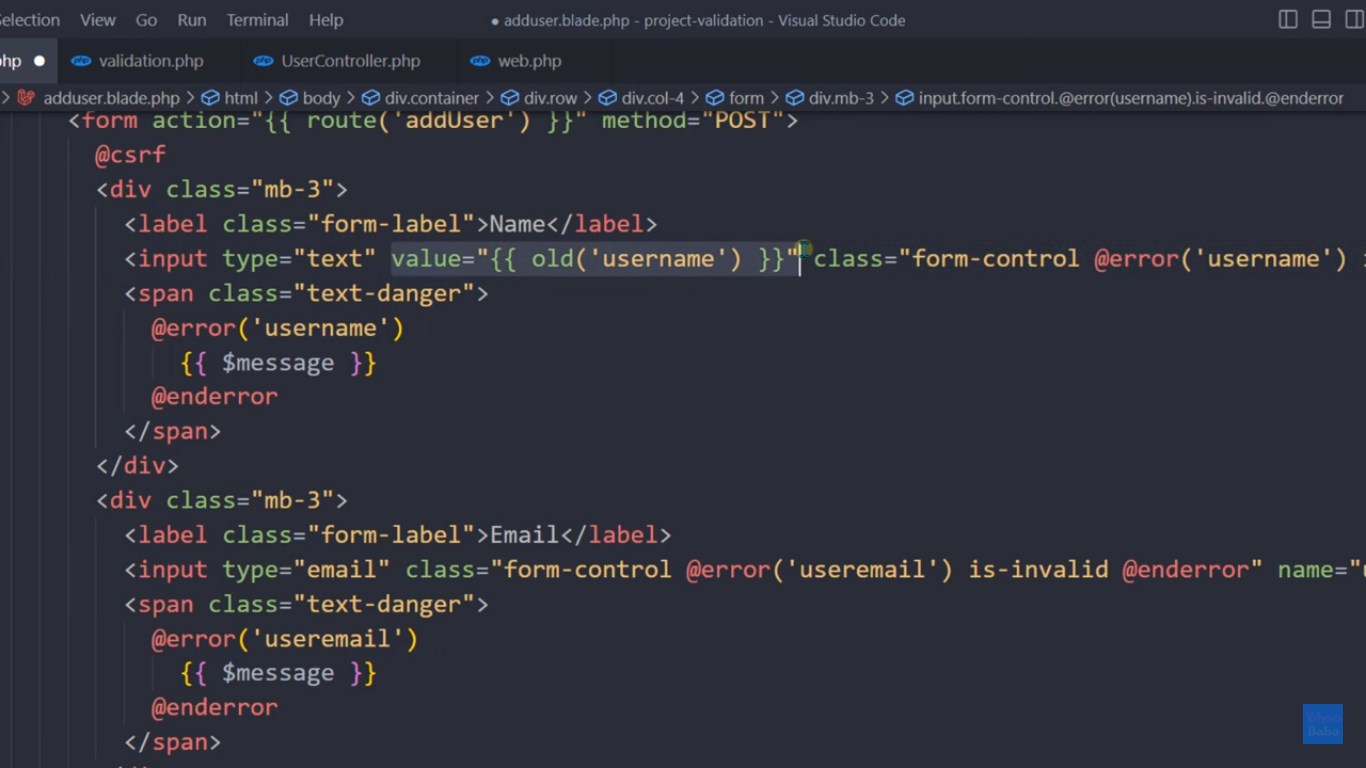 Selection View Go Run Terminal Help ● adduser.blade.php - project-validation - Visual Studio Code
php ● validation.php UserController.php web.php
> adduser.blade.php > html > body > div.container > div.row > div.col-4 > form > div.mb-3 > input.form-control.@error(username).is-invalid.@enderror
<form action="{{ route('addUser') }}" method="POST">
@csrf
<div class="mb-3">
<label class="form-label">Name</label>
<input type="text" value="{{ old('username') }}" class="form-control @error('username')
<span class="text-danger">
@error('username')
{{ $message }}
@enderror
</span>
</div>
<div class="mb-3">
<label class="form-label">Email</label>
<input type="email" class="form-control @error('useremail') is-invalid @enderror" name="
<span class="text-danger">
@error('useremail')
{{ $message }}
@enderror
</span>
Yahoo
Baba